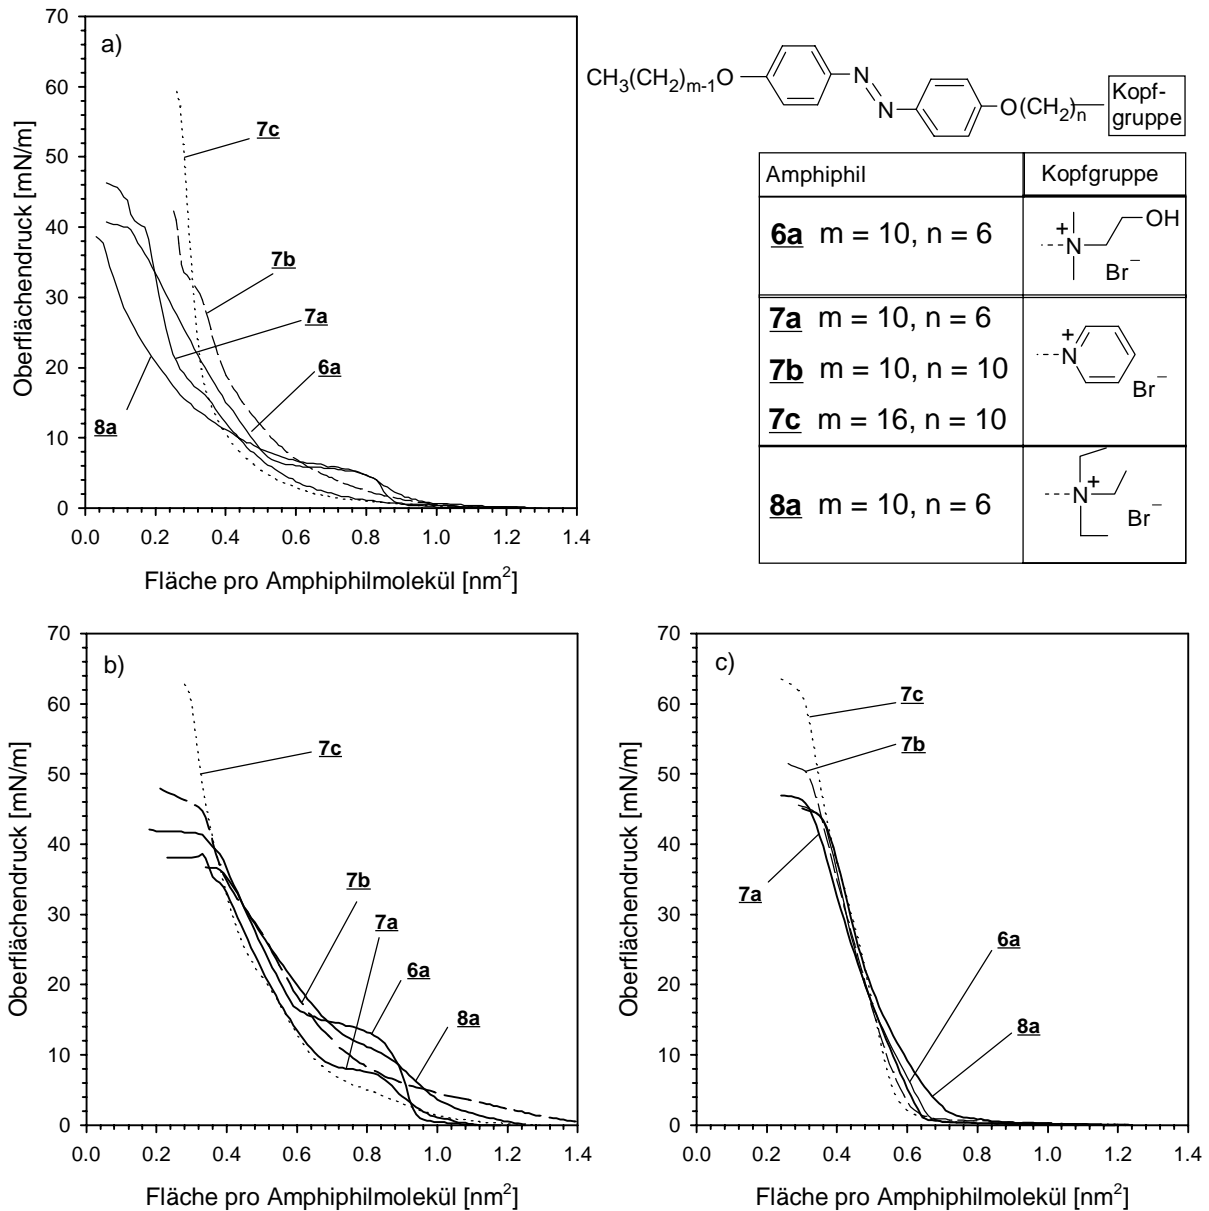 a)
70
60
50
40
30
20
10
0
Oberflächendruck [mN/m]
7c
7b
7a
6a
8a
0.0 0.2 0.4 0.6 0.8 1.0 1.2 1.4
Fläche pro Amphiphilmolekül [nm²]
CH₃(CH₂)ₘ₋₁O
N
N
O(CH₂)ₙ
Kopf-
gruppe
Amphiphil Kopfgruppe
6a m = 10, n = 6
+
N
OH
Br⁻
7a m = 10, n = 6
7b m = 10, n = 10
7c m = 16, n = 10
+
N
Br⁻
8a m = 10, n = 6
N
+
Br⁻
b)
70
60
50
40
30
20
10
0
Oberflächendruck [mN/m]
7c
7b
7a
6a
8a
0.0 0.2 0.4 0.6 0.8 1.0 1.2 1.4
Fläche pro Amphiphilmolekül [nm²]
c)
70
60
50
40
30
20
10
0
Oberflächendruck [mN/m]
7c
7b
7a
6a
8a
0.0 0.2 0.4 0.6 0.8 1.0 1.2 1.4
Fläche pro Amphiphilmolekül [nm²]